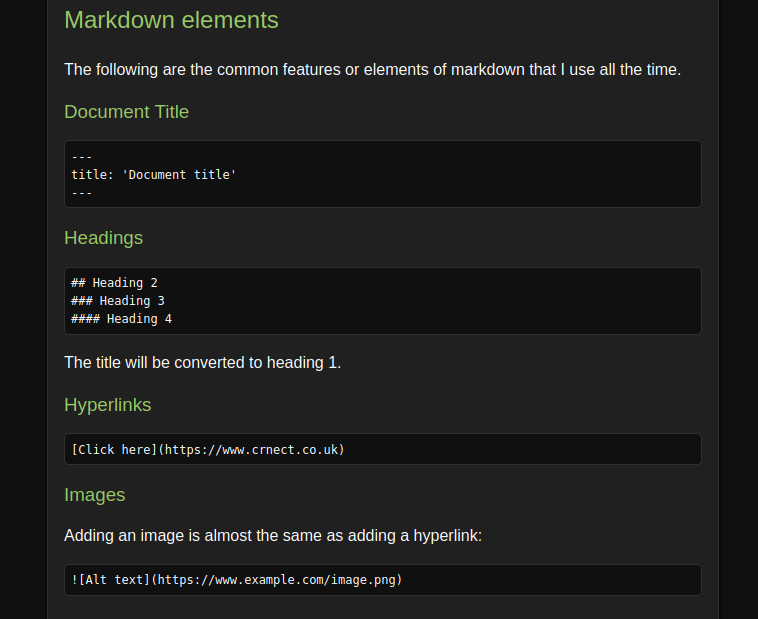 Markdown elements
The following are the common features or elements of markdown that I use all the time.
Document Title
---
title: 'Document title'
---
Headings
## Heading 2
### Heading 3
#### Heading 4
The title will be converted to heading 1.
Hyperlinks
[Click here](https://www.crnect.co.uk)
Images
Adding an image is almost the same as adding a hyperlink:
![Alt text](https://www.example.com/image.png)